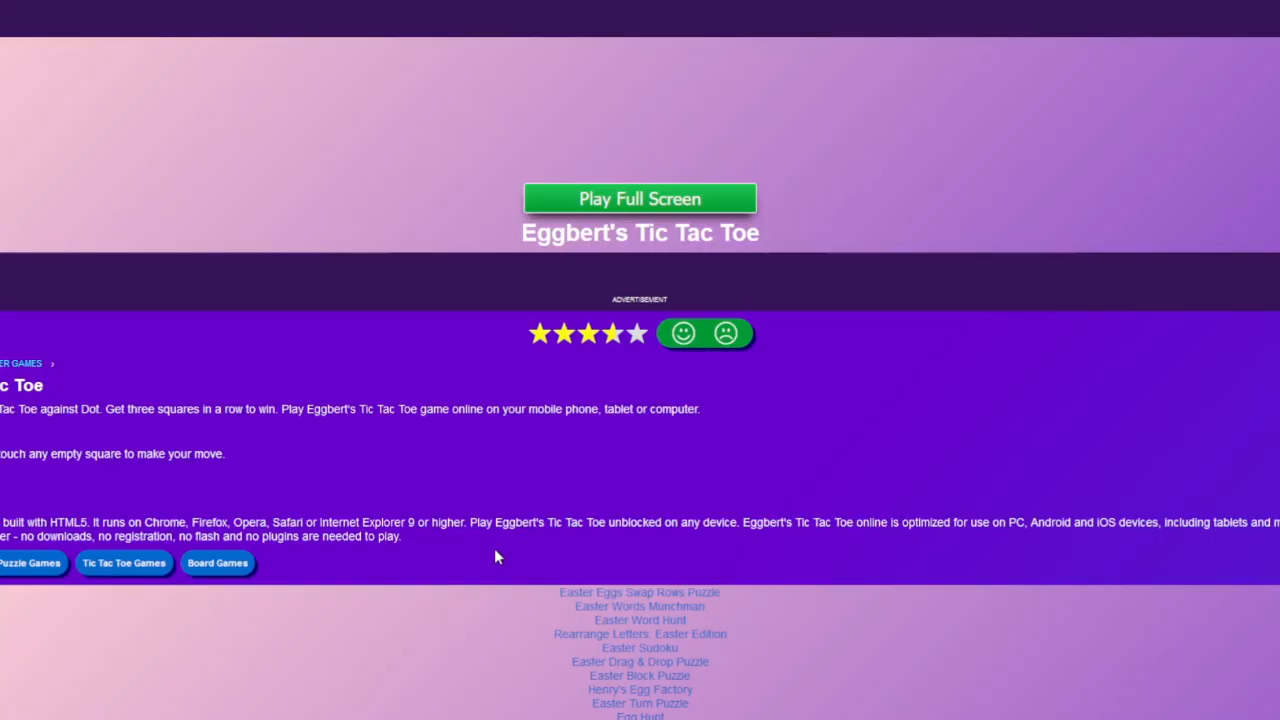 Play Full Screen
Eggbert's Tic Tac Toe
ADVERTISEMENT
ER GAMES ›
c Toe
Tac Toe against Dot. Get three squares in a row to win. Play Eggbert's Tic Tac Toe game online on your mobile phone, tablet or computer.
ouch any empty square to make your move.
built with HTML5. It runs on Chrome, Firefox, Opera, Safari or Internet Explorer 9 or higher. Play Eggbert's Tic Tac Toe unblocked on any device. Eggbert's Tic Tac Toe online is optimized for use on PC, Android and iOS devices, including tablets and m
er - no downloads, no registration, no flash and no plugins are needed to play.
Puzzle Games Tic Tac Toe Games Board Games
Easter Eggs Swap Rows Puzzle
Easter Words Munchman
Easter Word Hunt
Rearrange Letters: Easter Edition
Easter Sudoku
Easter Drag & Drop Puzzle
Easter Block Puzzle
Henry's Egg Factory
Easter Turn Puzzle
Egg Hunt